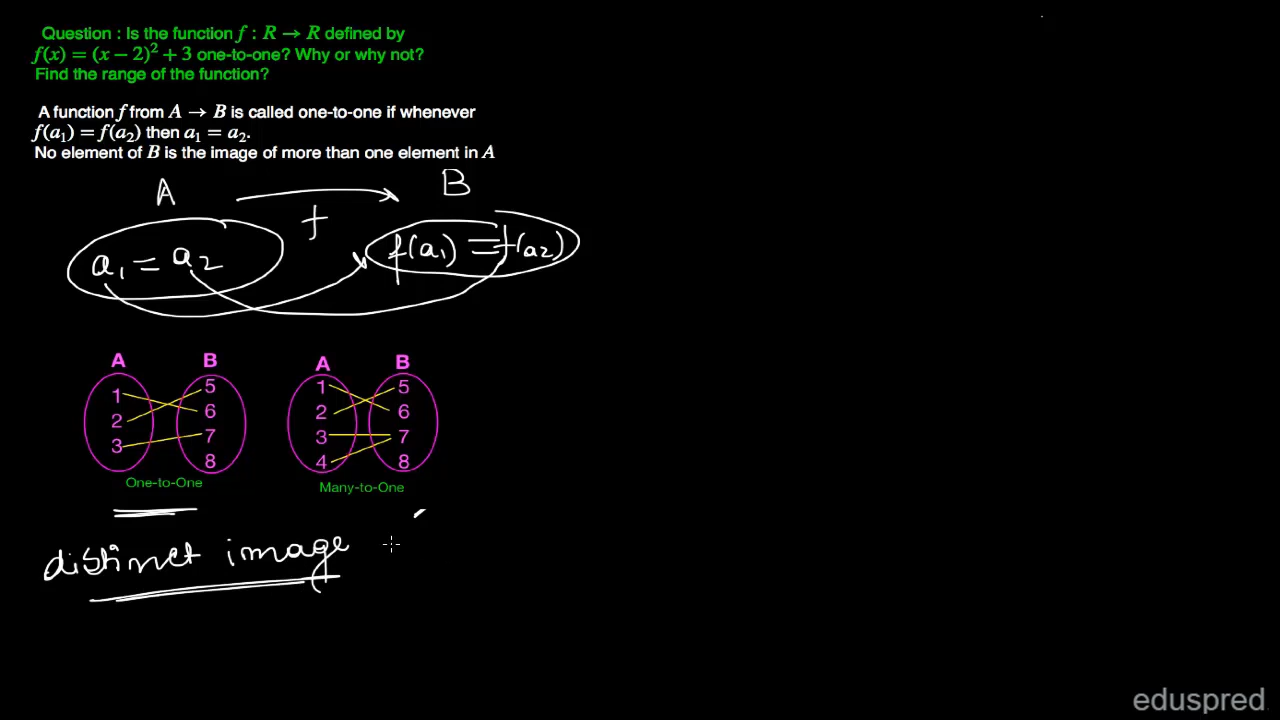 Question : Is the function f : R → R defined by
f(x) = (x − 2)² + 3 one-to-one? Why or why not?
Find the range of the function?
A function f from A → B is called one-to-one if whenever
f(a₁) = f(a₂) then a₁ = a₂.
No element of B is the image of more than one element in A
A B
f
a₁ = a₂ f(a₁) = f(a₂)
A B A B
1 5 1 5
2 6 2 6
3 7 3 7
8 4 8
One-to-One Many-to-One
distinct image
eduspred